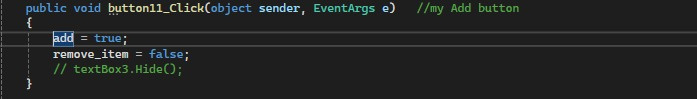 public void button11_Click(object sender, EventArgs e)   //my Add button
{
    add = true;
    remove_item = false;
    // textBox3.Hide();
}